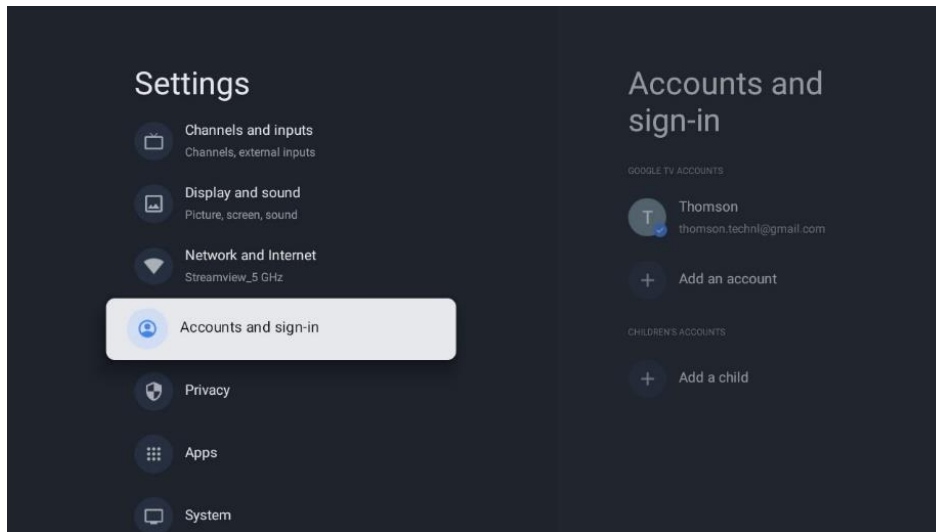 Settings
Channels and inputs
Channels, external inputs
Display and sound
Picture, screen, sound
Network and Internet
Streamview_5 GHz
Accounts and sign-in
Privacy
Apps
System
Accounts and
sign-in
GOOGLE TV ACCOUNTS
T
Thomson
thomson.technl@gmail.com
Add an account
CHILDREN'S ACCOUNTS
Add a child